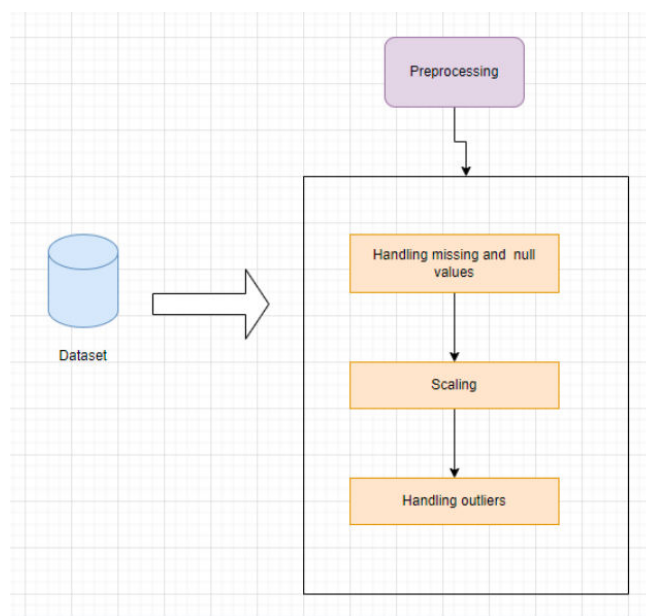 Preprocessing
Handling missing and null
values
Dataset
Scaling
Handling outliers